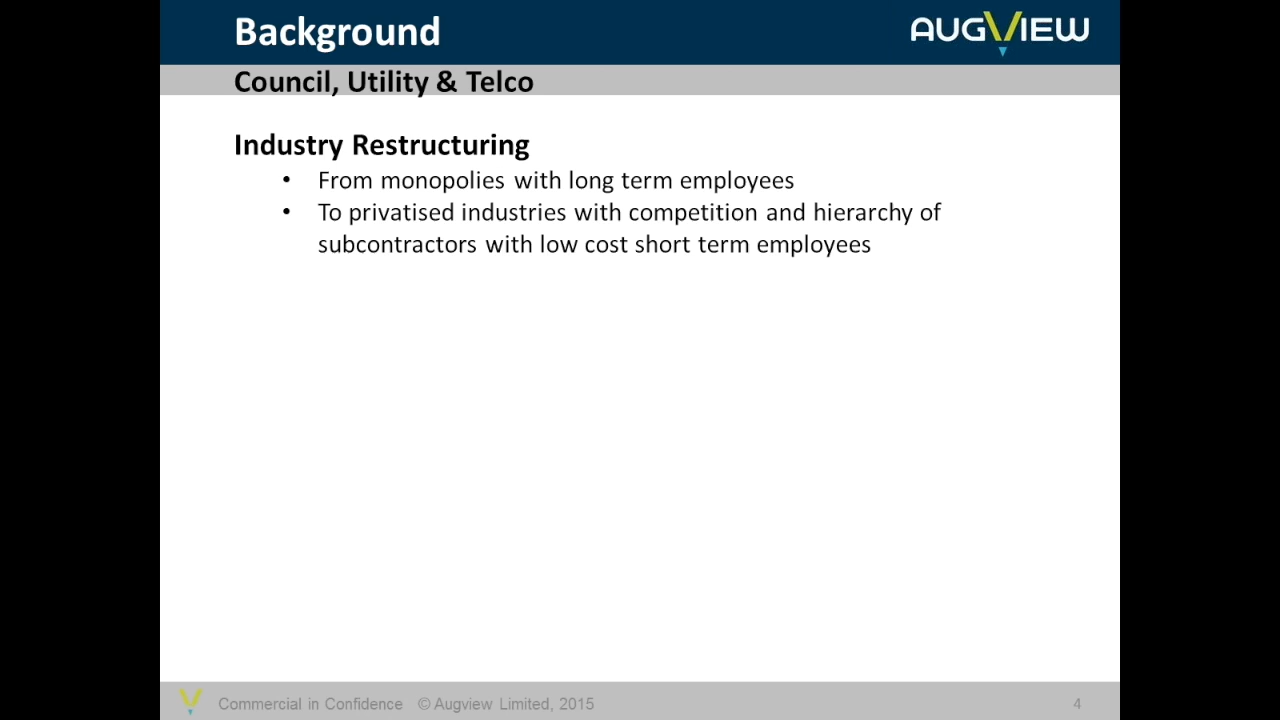 Background
AUGVIEW
Council, Utility & Telco
Industry Restructuring
• From monopolies with long term employees
• To privatised industries with competition and hierarchy of
subcontractors with low cost short term employees
Commercial in Confidence © Augview Limited, 2015
4